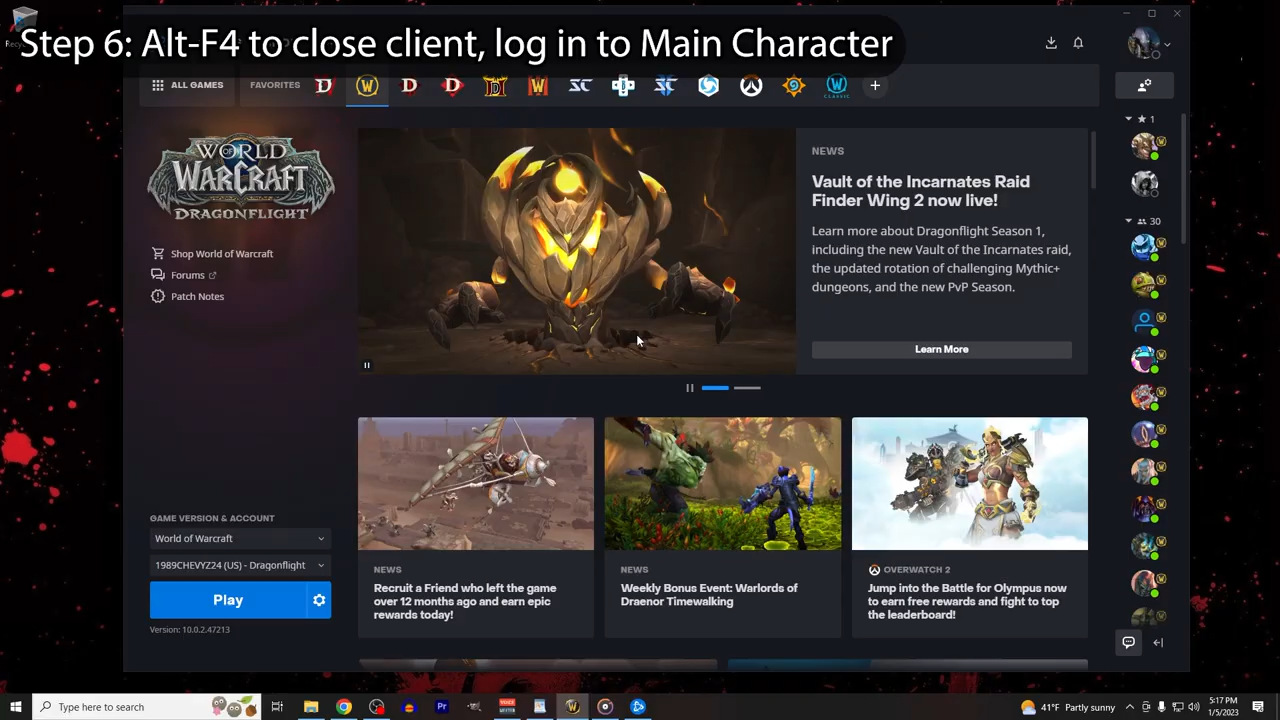 Step 6: Alt-F4 to close client, log in to Main Character
ALL GAMES
FAVORITES
CLASSIC
1
30
WORLD
OF
WARCRAFT
DRAGONFLIGHT
Shop World of Warcraft
Forums
Patch Notes
NEWS
Vault of the Incarnates Raid
Finder Wing 2 now live!
Learn more about Dragonflight Season 1,
including the new Vault of the Incarnates raid,
the updated rotation of challenging Mythic+
dungeons, and the new PvP Season.
Learn More
NEWS
Recruit a Friend who left the game
over 12 months ago and earn epic
rewards today!
NEWS
Weekly Bonus Event: Warlords of
Draenor Timewalking
OVERWATCH 2
Jump into the Battle for Olympus now
to earn free rewards and fight to top
the leaderboard!
GAME VERSION & ACCOUNT
World of Warcraft
1989CHEVYZ24 (US) - Dragonflight
Play
Version: 10.0.2.47213
Type here to search
Pr
VOICE
MEETER
41°F Partly sunny
5:17 PM
1/5/2023